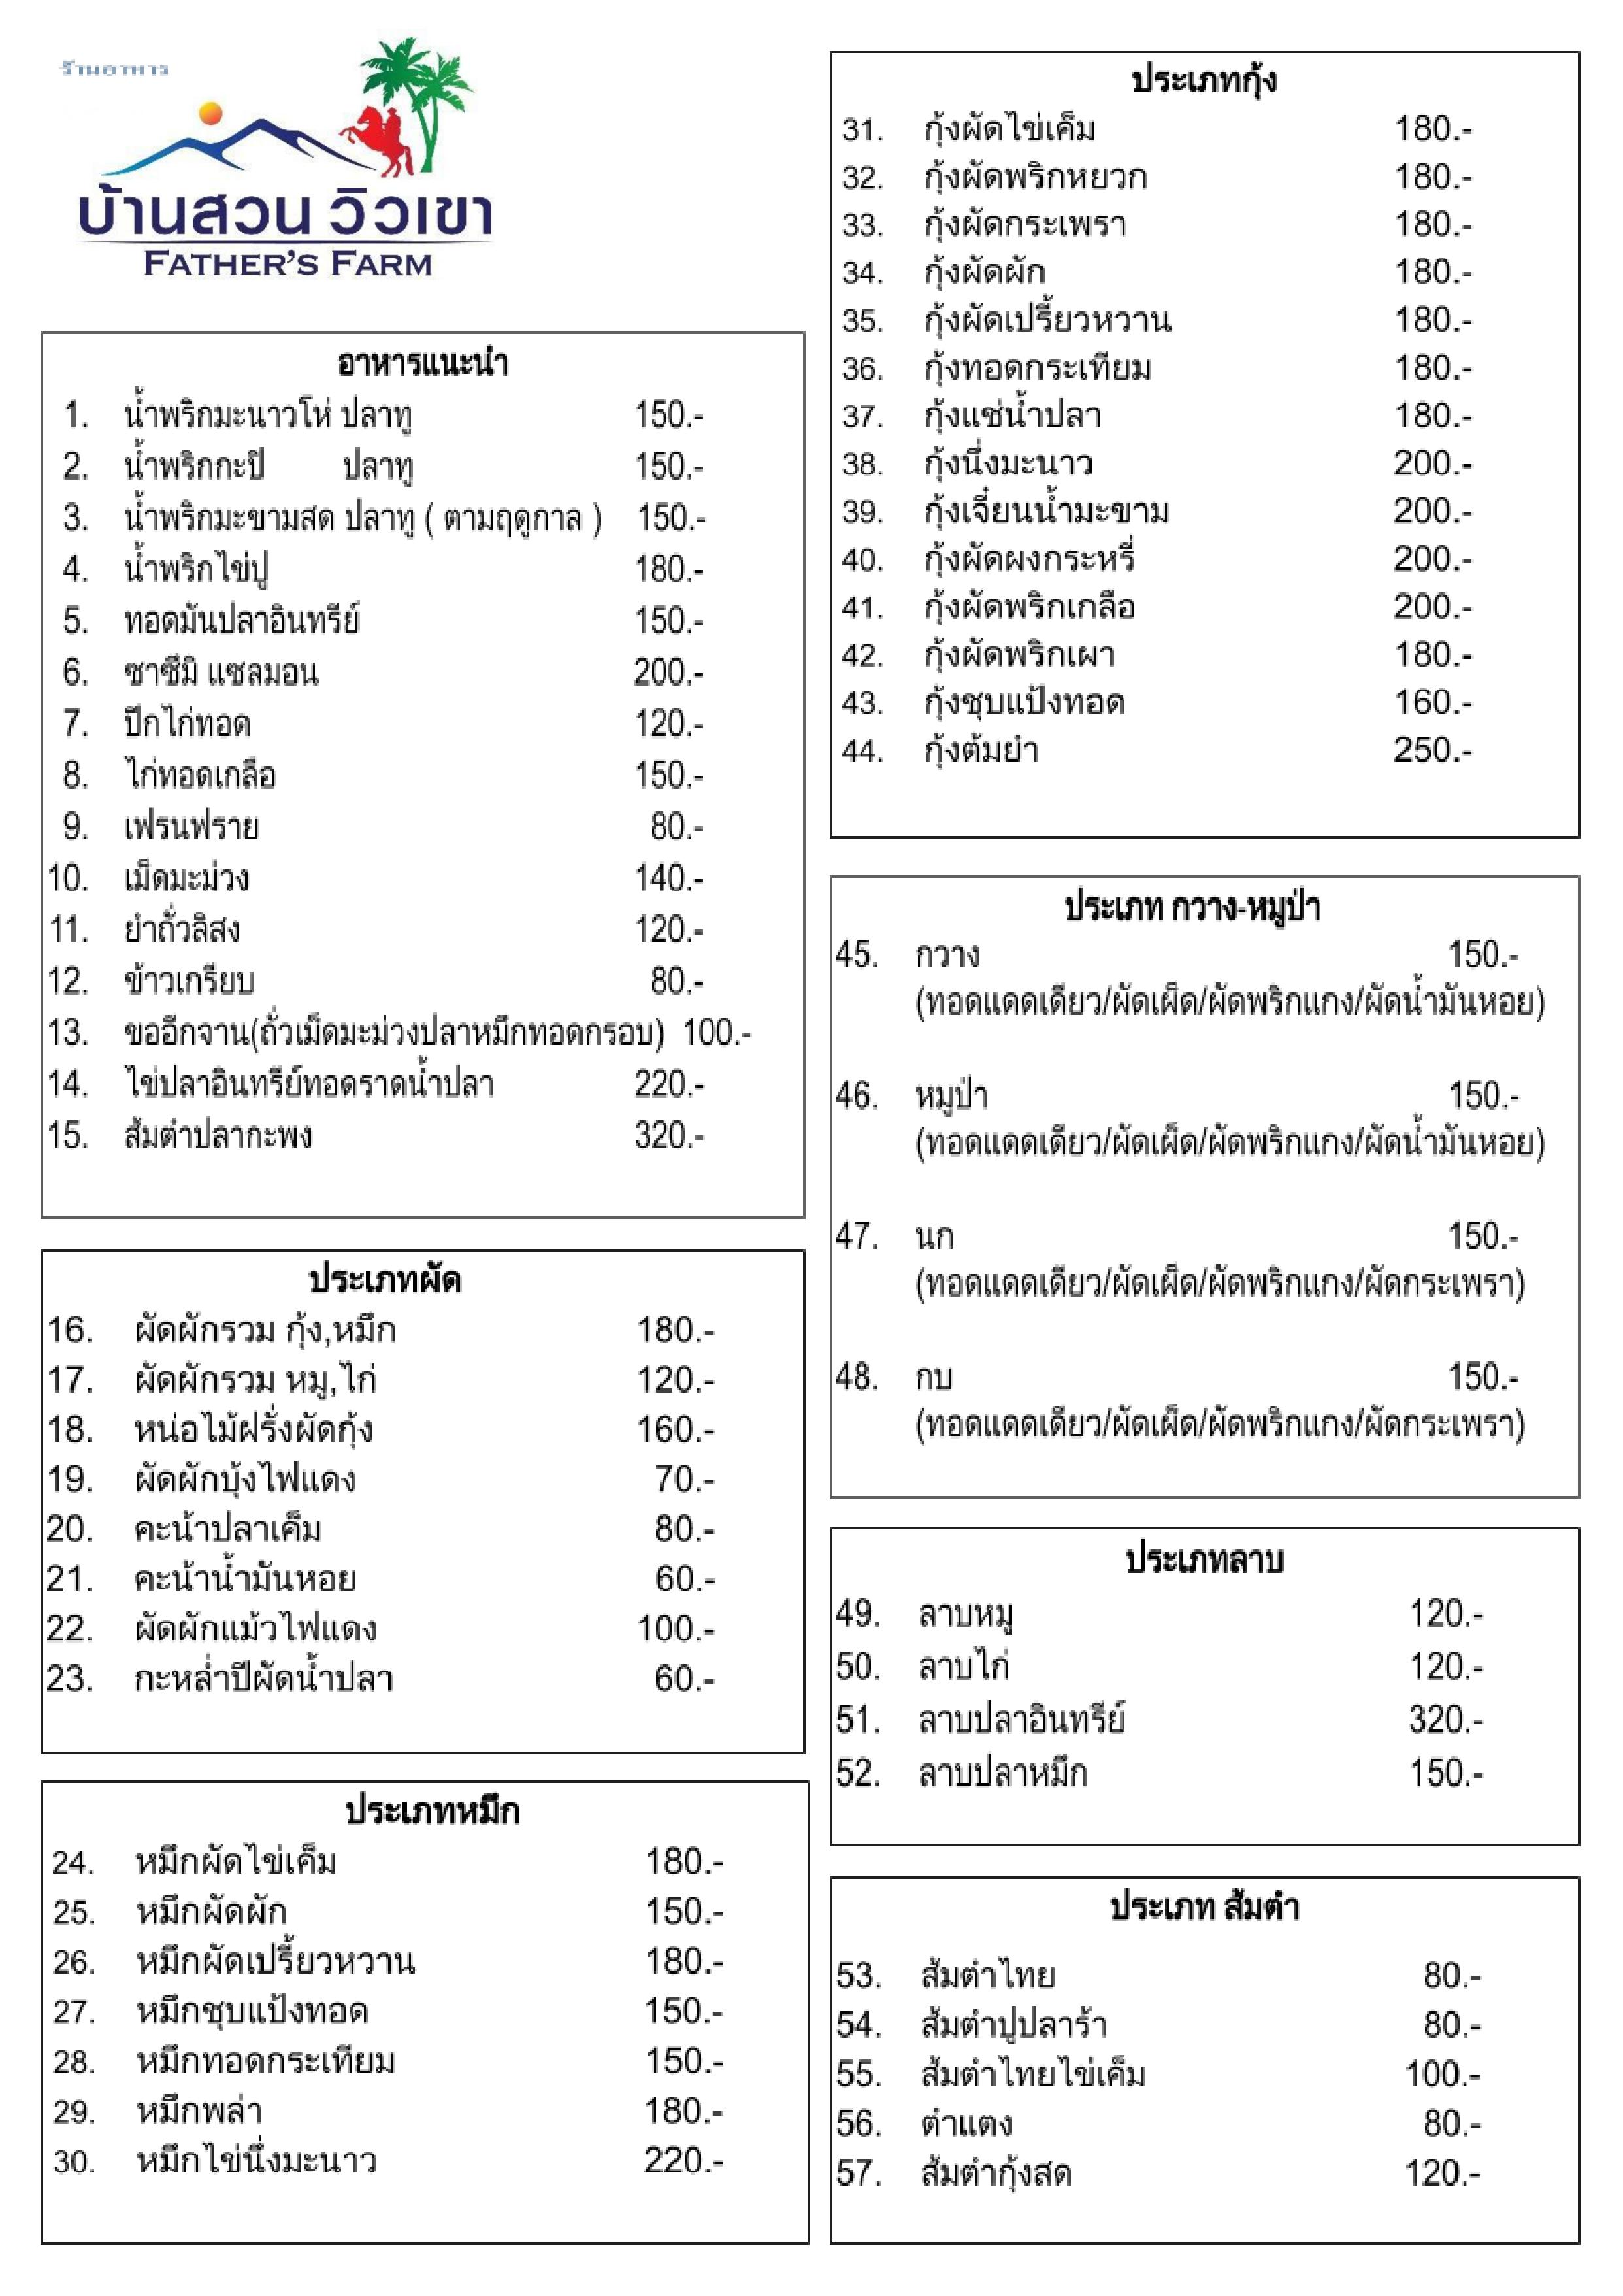 ร้านอาหาร
บ้านสวน วิวเขา
FATHER'S FARM
อาหารแนะนำ
1. น้ำพริกมะนาวโห่ ปลาทู 150.-
2. น้ำพริกกะปิ ปลาทู 150.-
3. น้ำพริกมะขามสด ปลาทู ( ตามฤดูกาล ) 150.-
4. น้ำพริกไข่ปู 180.-
5. ทอดมันปลาอินทรีย์ 150.-
6. ซาซึมิ แซลมอน 200.-
7. ปีกไก่ทอด 120.-
8. ไก่ทอดเกลือ 150.-
9. เฟรนฟราย 80.-
10. เม็ดมะม่วง 140.-
11. ยำถั่วลิสง 120.-
12. ข้าวเกรียบ 80.-
13. ขออีกจาน(ถั่วเม็ดมะม่วงปลาหมึกทอดกรอบ) 100.-
14. ไข่ปลาอินทรีย์ทอดราดน้ำปลา 220.-
15. ส้มตำปลากะพง 320.-
ประเภทผัด
16. ผัดผักรวม กุ้ง,หมึก 180.-
17. ผัดผักรวม หมู,ไก่ 120.-
18. หน่อไม้ฝรั่งผัดกุ้ง 160.-
19. ผัดผักบุ้งไฟแดง 70.-
20. คะน้าปลาเค็ม 80.-
21. คะน้าน้ำมันหอย 60.-
22. ผัดผักแม้วไฟแดง 100.-
23. กะหล่ำปีผัดน้ำปลา 60.-
ประเภทหมึก
24. หมึกผัดไข่เค็ม 180.-
25. หมึกผัดผัก 150.-
26. หมึกผัดเปรี้ยวหวาน 180.-
27. หมึกชุบแป้งทอด 150.-
28. หมึกทอดกระเทียม 150.-
29. หมึกพล่า 180.-
30. หมึกไข่นึ่งมะนาว 220.-
ประเภทกุ้ง
31. กุ้งผัดไข่เค็ม 180.-
32. กุ้งผัดพริกหยวก 180.-
33. กุ้งผัดกระเพรา 180.-
34. กุ้งผัดผัก 180.-
35. กุ้งผัดเปรี้ยวหวาน 180.-
36. กุ้งทอดกระเทียม 180.-
37. กุ้งแช่น้ำปลา 180.-
38. กุ้งนึ่งมะนาว 200.-
39. กุ้งเจี๋ยนน้ำมะขาม 200.-
40. กุ้งผัดผงกระหรี่ 200.-
41. กุ้งผัดพริกเกลือ 200.-
42. กุ้งผัดพริกเผา 180.-
43. กุ้งชุบแป้งทอด 160.-
44. กุ้งต้มยำ 250.-
ประเภท กวาง-หมูป่า
45. กวาง 150.-
(ทอดแดดเดียว/ผัดเผ็ด/ผัดพริกแกง/ผัดน้ำมันหอย)
46. หมูป่า 150.-
(ทอดแดดเดียว/ผัดเผ็ด/ผัดพริกแกง/ผัดน้ำมันหอย)
47. นก 150.-
(ทอดแดดเดียว/ผัดเผ็ด/ผัดพริกแกง/ผัดกระเพรา)
48. กบ 150.-
(ทอดแดดเดียว/ผัดเผ็ด/ผัดพริกแกง/ผัดกระเพรา)
ประเภทลาบ
49. ลาบหมู 120.-
50. ลาบไก่ 120.-
51. ลาบปลาอินทรีย์ 320.-
52. ลาบปลาหมึก 150.-
ประเภท ส้มตำ
53. ส้มตำไทย 80.-
54. ส้มตำปูปลาร้า 80.-
55. ส้มตำไทยไข่เค็ม 100.-
56. ตำแตง 80.-
57. ส้มตำกุ้งสด 120.-